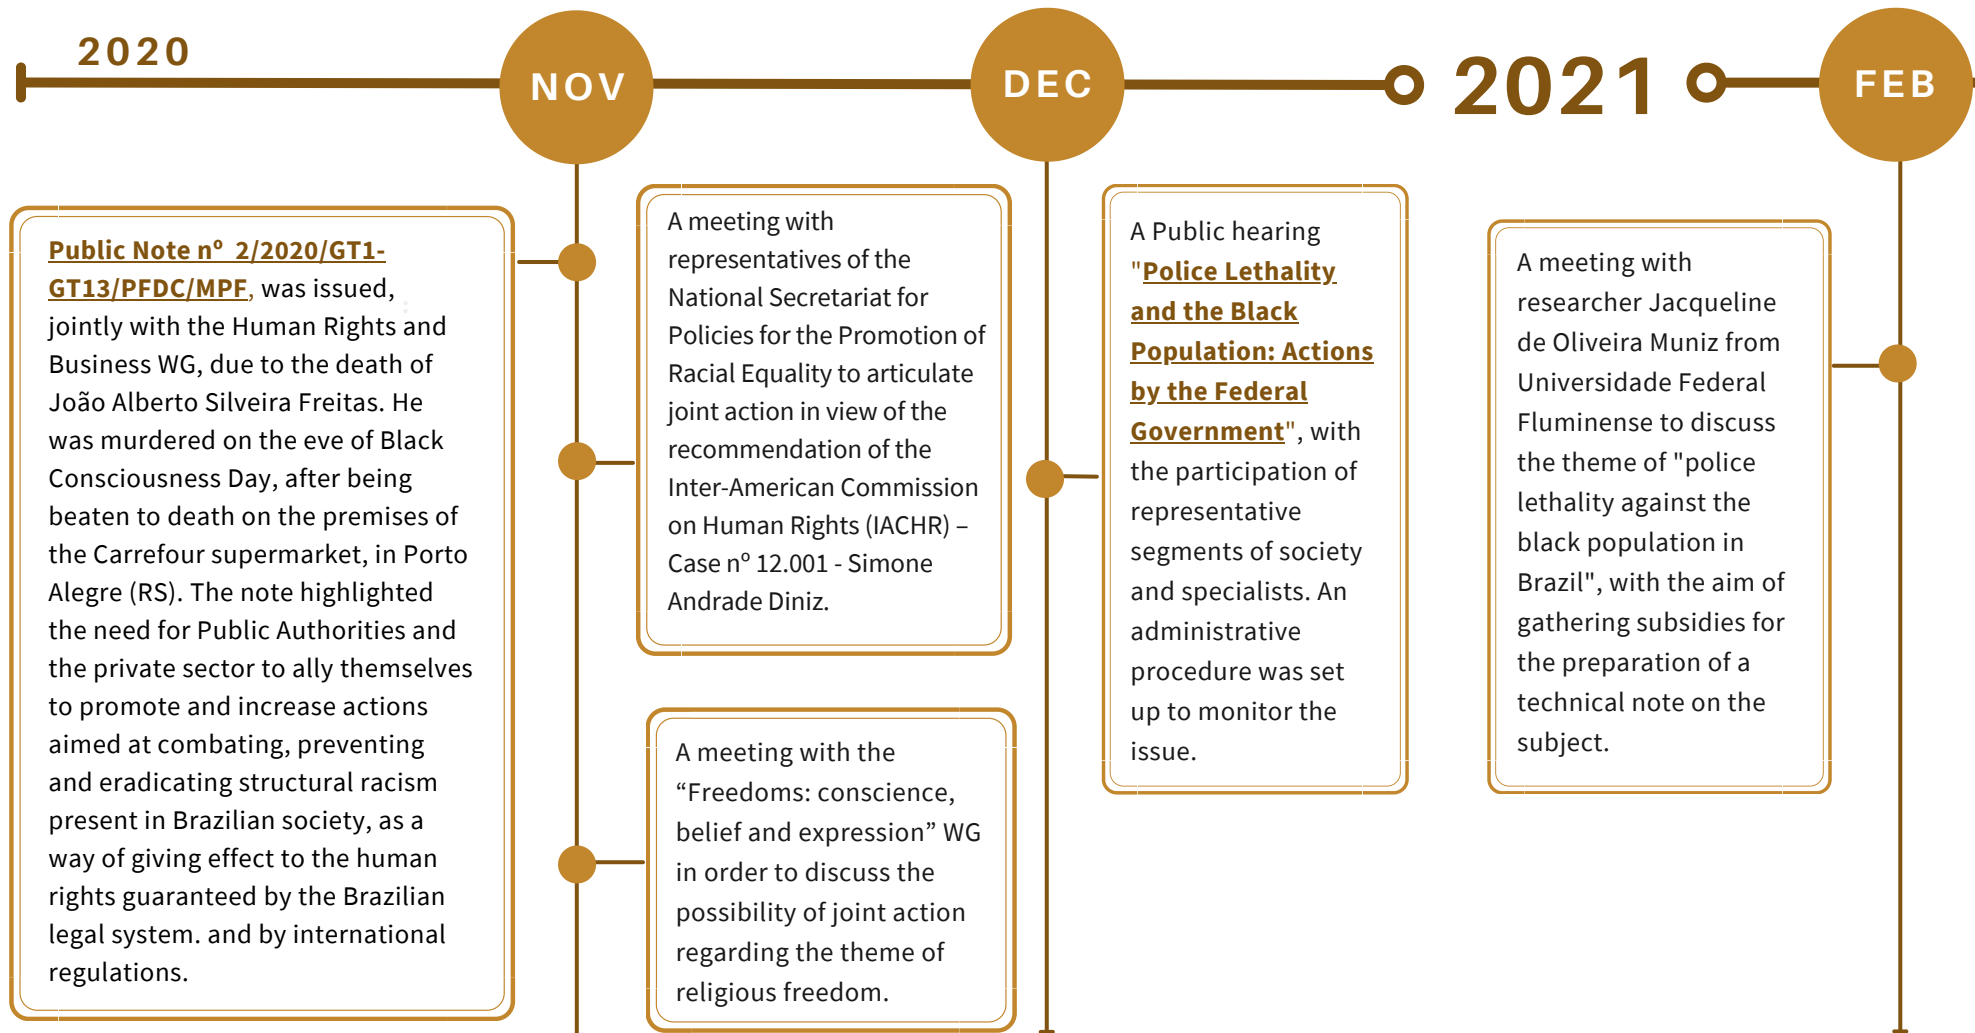 2020
NOV
DEC
2021
FEB
Public Note nº  2/2020/GT1-
GT13/PFDC/MPF, was issued,
jointly with the Human Rights and
Business WG, due to the death of
João Alberto Silveira Freitas. He
was murdered on the eve of Black
Consciousness Day, after being
beaten to death on the premises of
the Carrefour supermarket, in Porto
Alegre (RS). The note highlighted
the need for Public Authorities and
the private sector to ally themselves
to promote and increase actions
aimed at combating, preventing
and eradicating structural racism
present in Brazilian society, as a
way of giving effect to the human
rights guaranteed by the Brazilian
legal system. and by international
regulations.
A meeting with
representatives of the
National Secretariat for
Policies for the Promotion of
Racial Equality to articulate
joint action in view of the
recommendation of the
Inter-American Commission
on Human Rights (IACHR) –
Case nº 12.001 - Simone
Andrade Diniz.
A meeting with the
“Freedoms: conscience,
belief and expression” WG
in order to discuss the
possibility of joint action
regarding the theme of
religious freedom.
A Public hearing
"Police Lethality
and the Black
Population: Actions
by the Federal
Government", with
the participation of
representative
segments of society
and specialists. An
administrative
procedure was set
up to monitor the
issue.
A meeting with
researcher Jacqueline
de Oliveira Muniz from
Universidade Federal
Fluminense to discuss
the theme of "police
lethality against the
black population in
Brazil", with the aim of
gathering subsidies for
the preparation of a
technical note on the
subject.